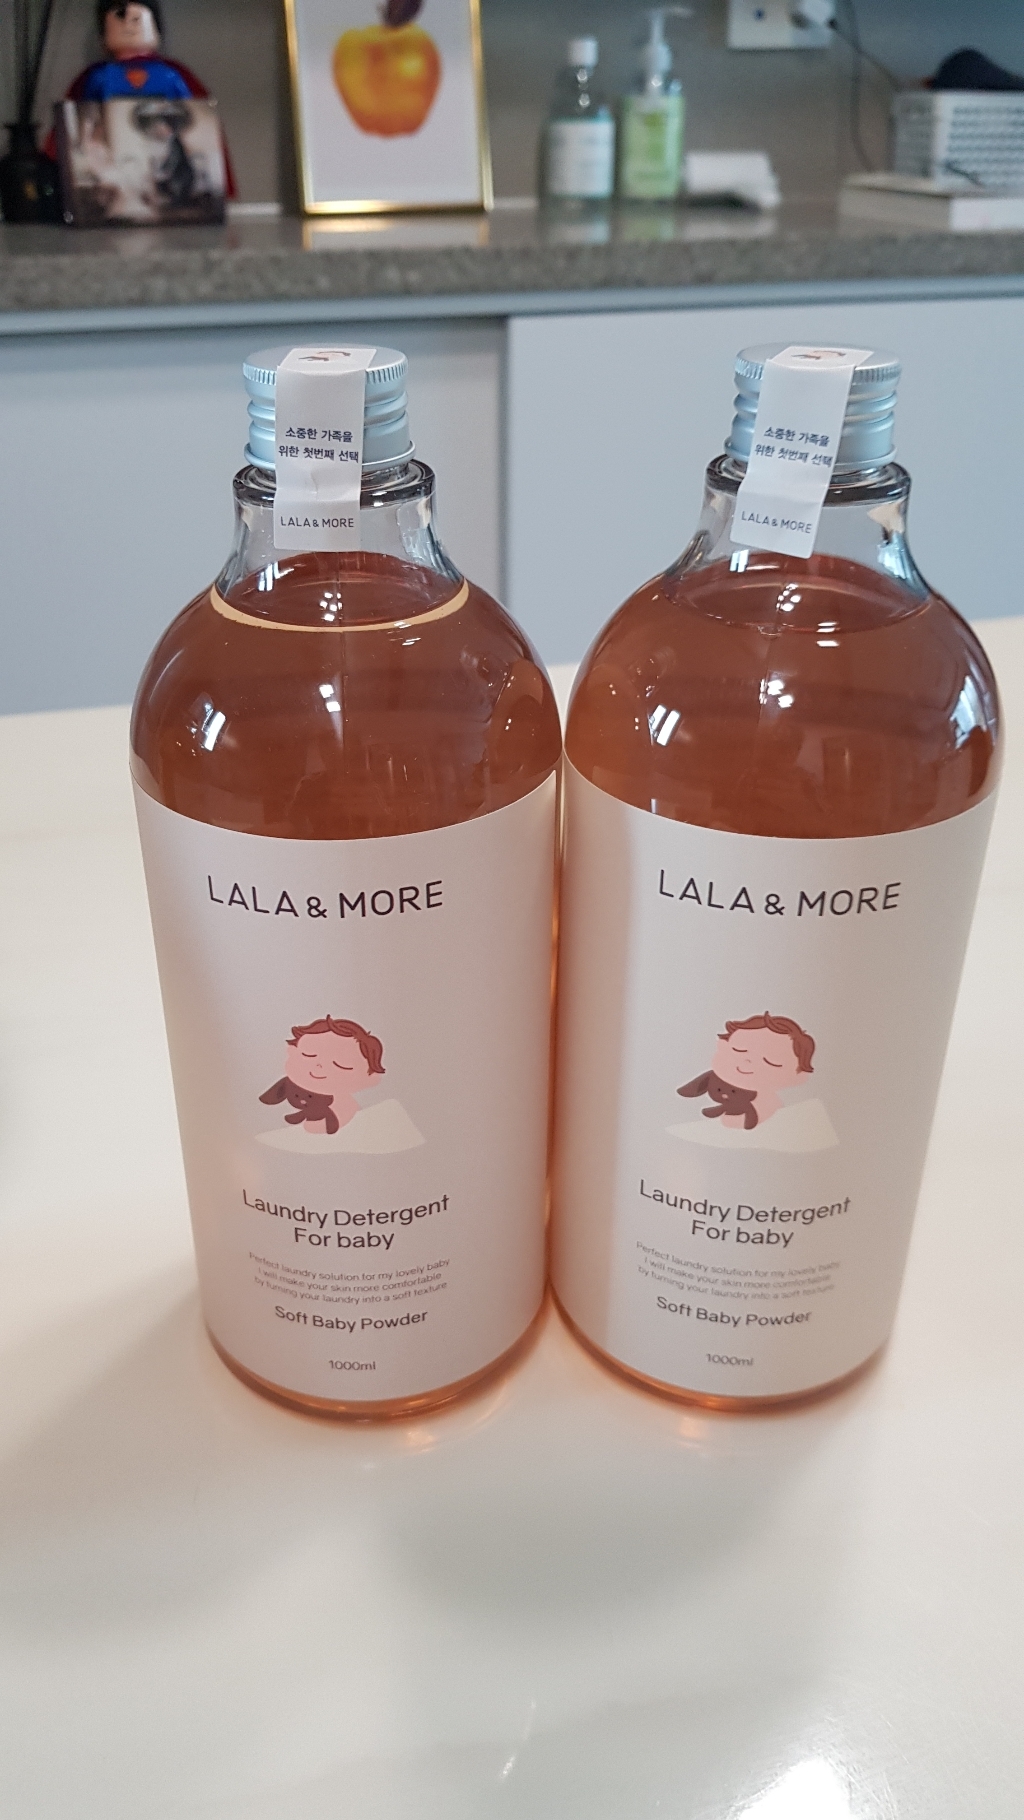 소중한 가족을
위한 첫번째 선택
LALA & MORE
소중한 가족을
위한 첫번째 선택
LALA & MORE
LALA & MORE
Laundry Detergent
For baby
Perfect laundry solution for my lovely baby
I will make your skin more comfortable
by turning your laundry into a soft texture
Soft Baby Powder
1000ml
LALA & MORE
Laundry Detergent
For baby
Perfect laundry solution for my lovely baby
I will make your skin more comfortable
by turning your laundry into a soft texture
Soft Baby Powder
1000ml